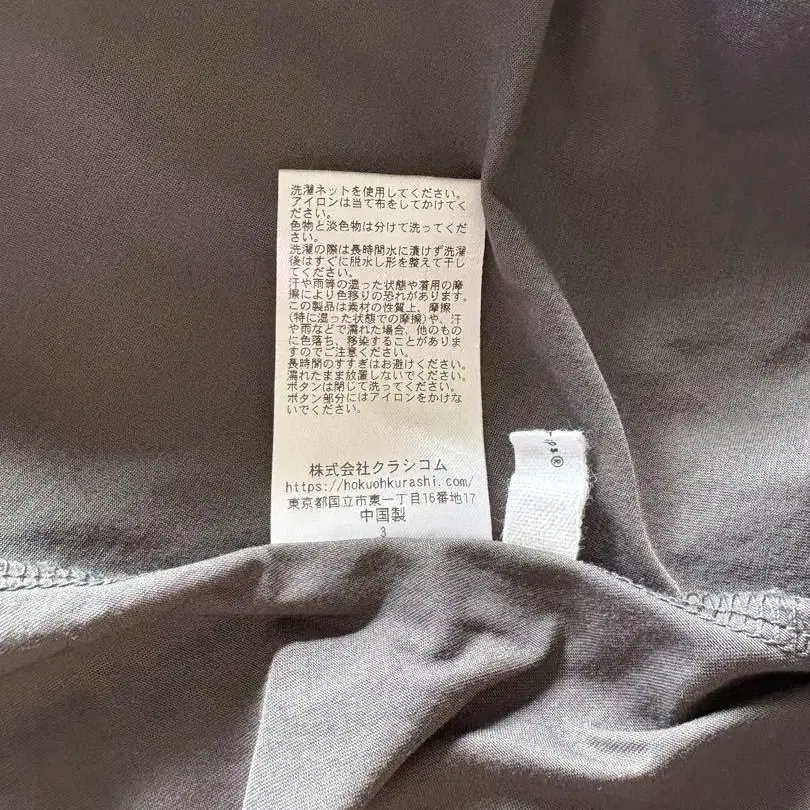 洗濯ネットを使用してください。
アイロンは当て布をしてかけてく
ださい。
色物と淡色物は分けて洗ってくだ
さい。
洗濯の際は長時間水に漬けず洗濯
後はすぐに脱水し形を整えて干し
てください。
汗や雨等の湿った状態や着用の摩
擦により色移りの恐れがあります。
この製品は素材の性質上、摩擦
(特に湿った状態での摩擦)や、汗
や雨などで濡れた場合、他のもの
に色落ち、移染することがありま
すのでご注意ください。
長時間のすすぎはお避けください。
濡れたまま放置しないでください。
ボタンは閉じて洗ってください。
ボタン部分にはアイロンをかけな
いでください。
株式会社クラシコム
https://hokuohkurashi.com/
東京都国立市東一丁目16番地17
中国製
3
ps®